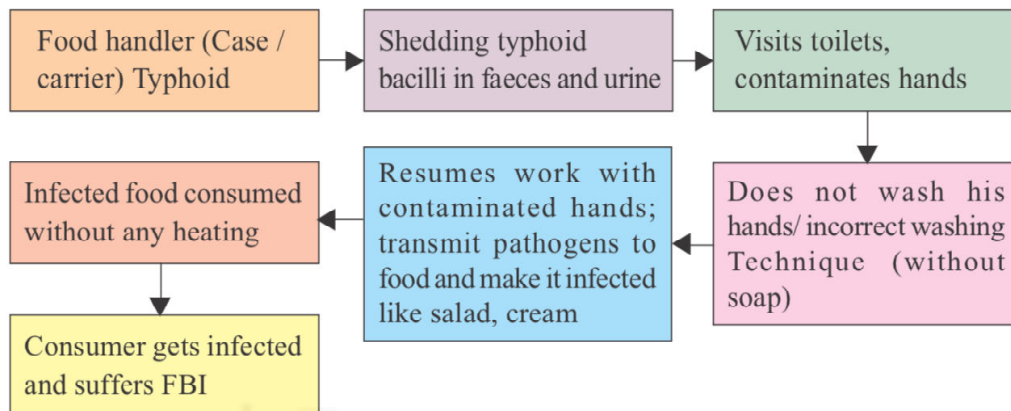 Food handler (Case /
carrier) Typhoid
Shedding typhoid
bacilli in faeces and urine
Visits toilets,
contaminates hands
Does not wash his
hands/ incorrect washing
Technique (without
soap)
Resumes work with
contaminated hands;
transmit pathogens to
food and make it infected
like salad, cream
Infected food consumed
without any heating
Consumer gets infected
and suffers FBI